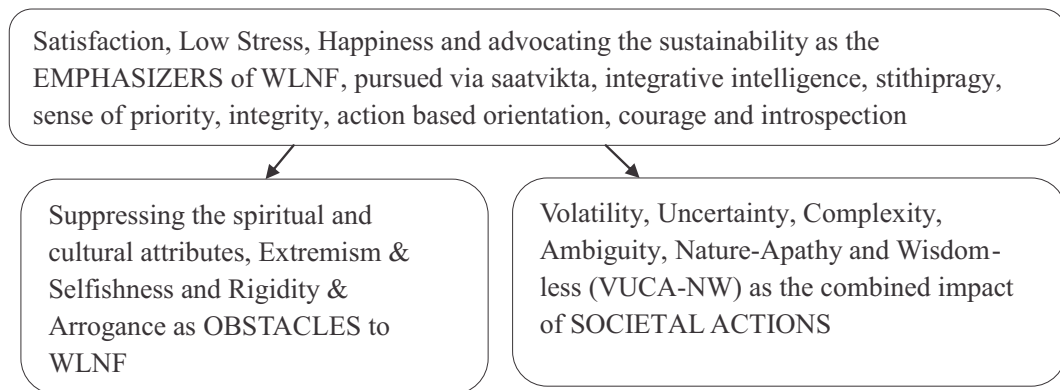 Satisfaction, Low Stress, Happiness and advocating the sustainability as the
EMPHASIZERS of WLNF, pursued via saatvikta, integrative intelligence, stithipragy,
sense of priority, integrity, action based orientation, courage and introspection
Suppressing the spiritual and
cultural attributes, Extremism &
Selfishness and Rigidity &
Arrogance as OBSTACLES to
WLNF
Volatility, Uncertainty, Complexity,
Ambiguity, Nature-Apathy and Wisdom-
less (VUCA-NW) as the combined impact
of SOCIETAL ACTIONS